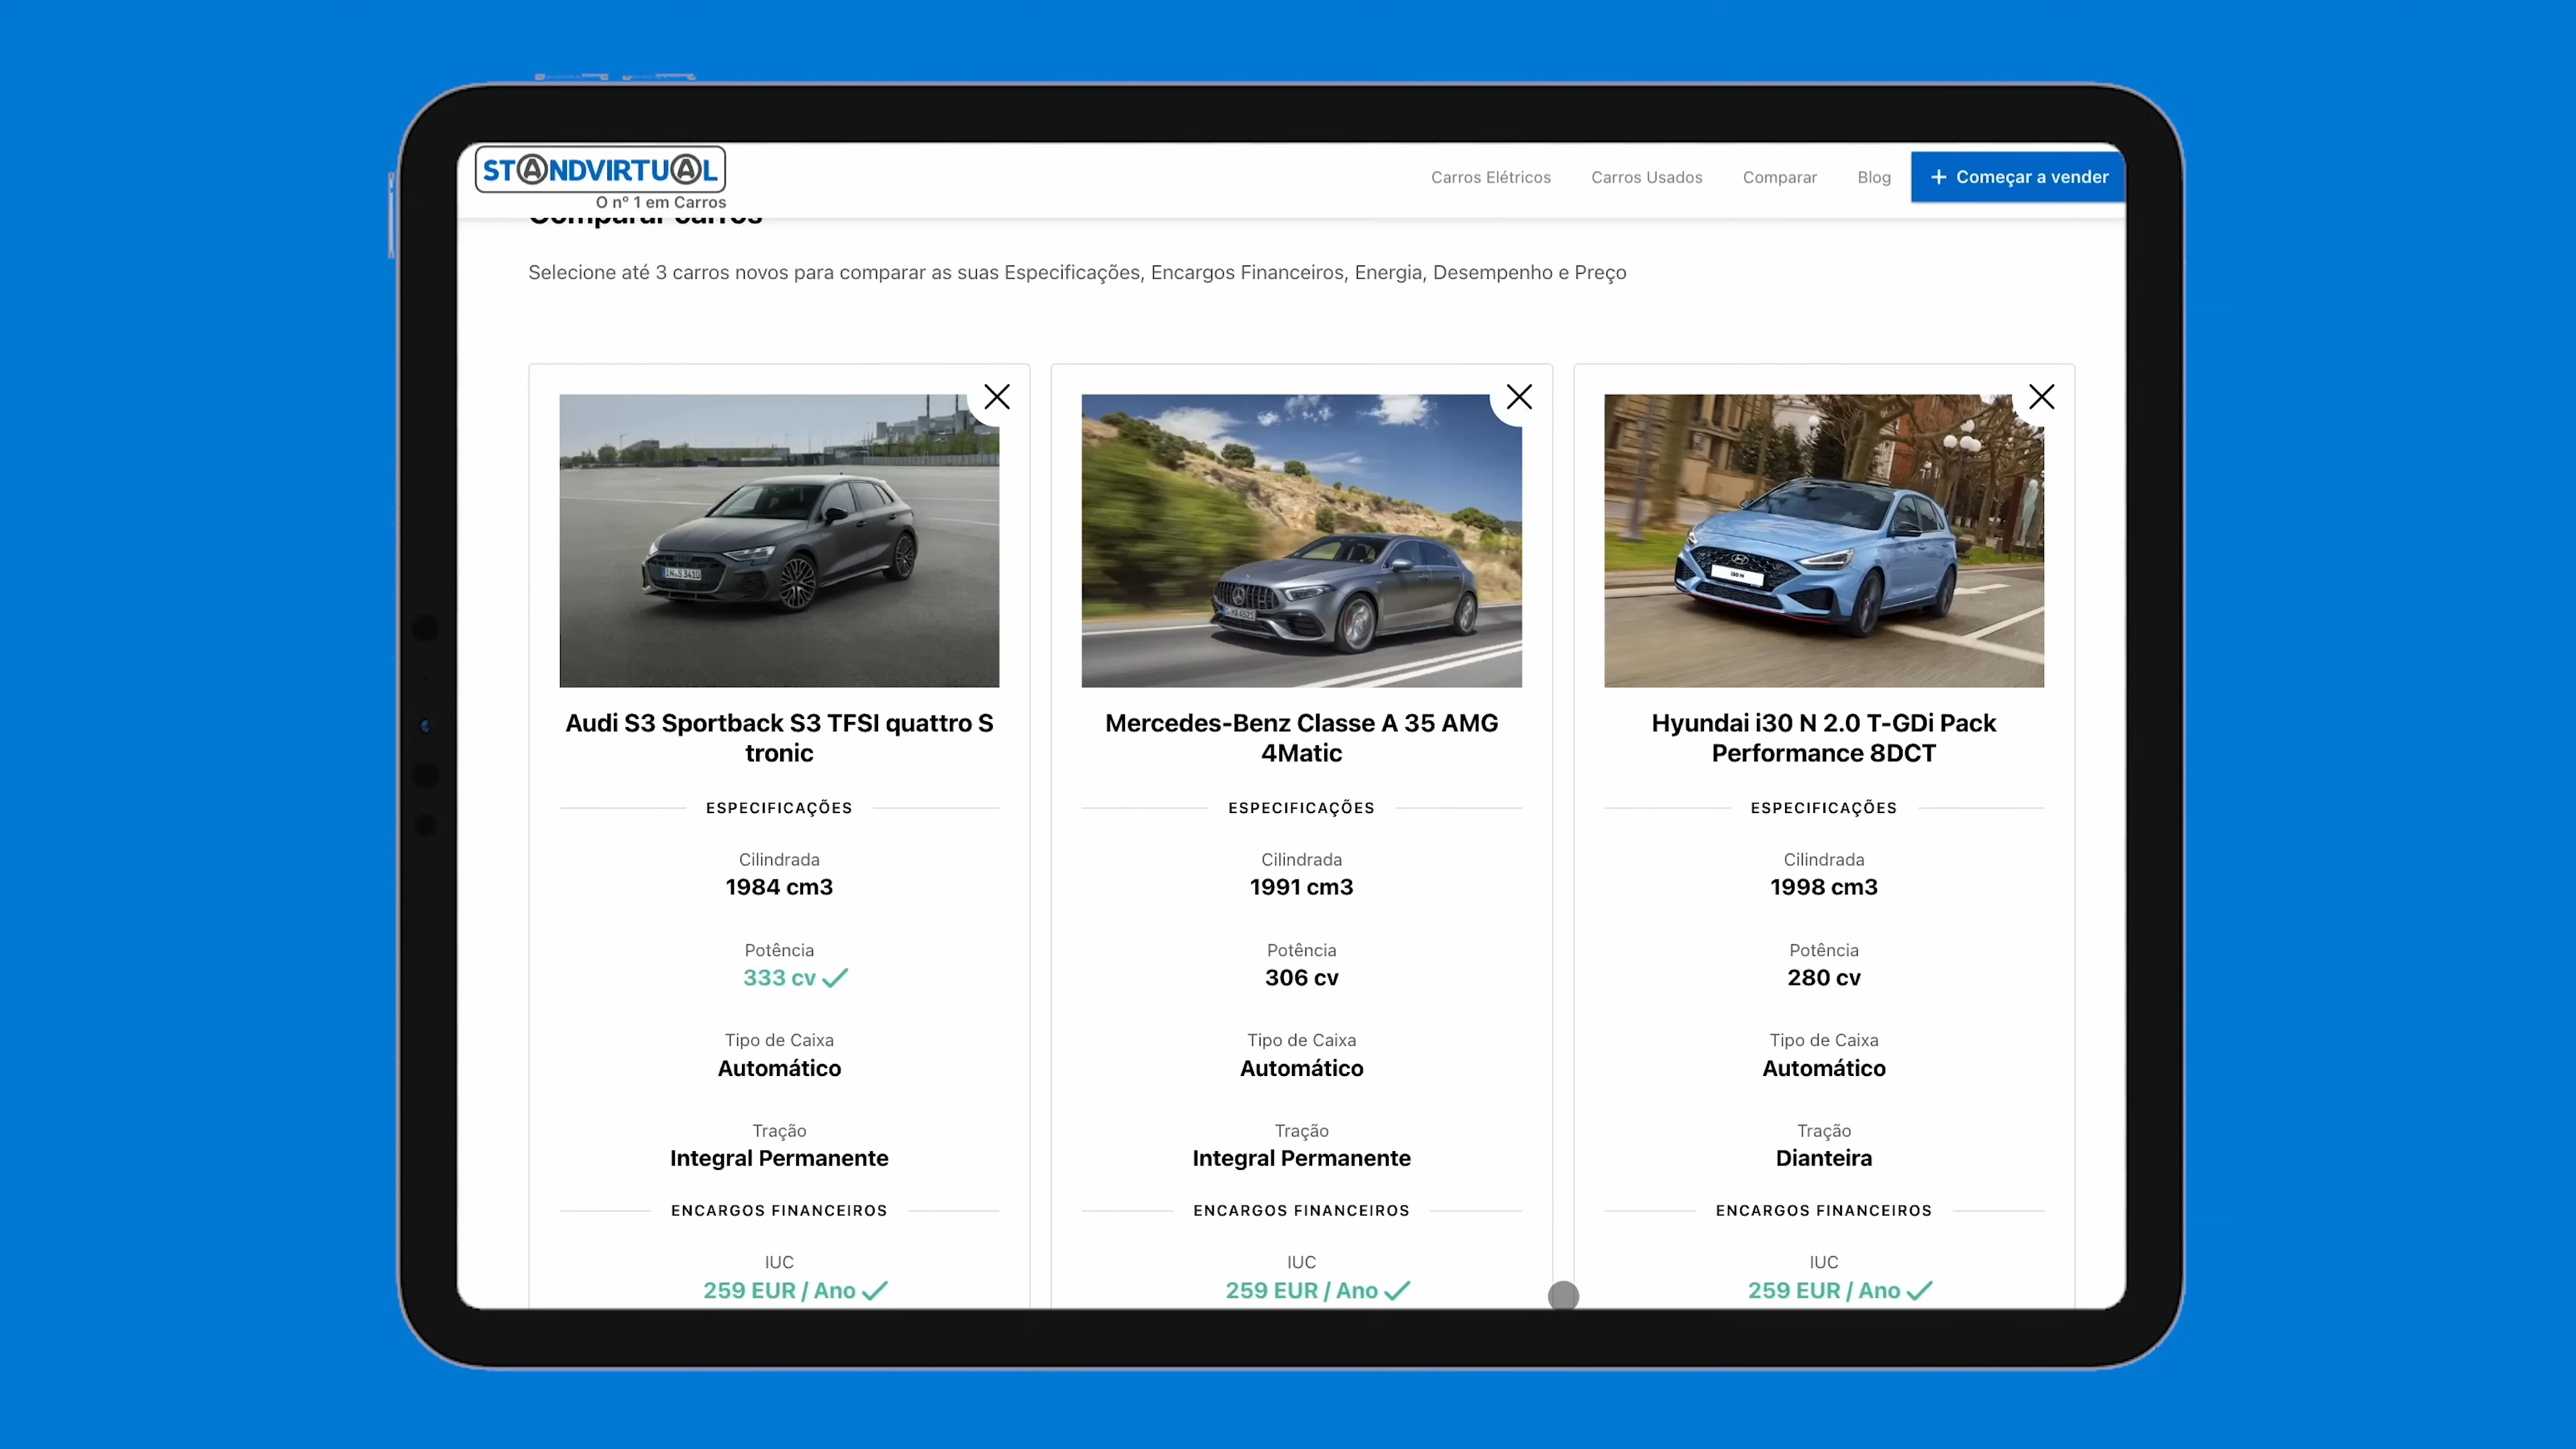 STANDVIRTUAL
O nº 1 em Carros
Carros Elétricos
Carros Usados
Comparar
Blog
+ Começar a vender
Comparar carros
Selecione até 3 carros novos para comparar as suas Especificações, Encargos Financeiros, Energia, Desempenho e Preço
Audi S3 Sportback S3 TFSI quattro S
tronic
ESPECIFICAÇÕES
Cilindrada
1984 cm3
Potência
333 cv
Tipo de Caixa
Automático
Tração
Integral Permanente
ENCARGOS FINANCEIROS
IUC
259 EUR / Ano
Mercedes-Benz Classe A 35 AMG
4Matic
ESPECIFICAÇÕES
Cilindrada
1991 cm3
Potência
306 cv
Tipo de Caixa
Automático
Tração
Integral Permanente
ENCARGOS FINANCEIROS
IUC
259 EUR / Ano
i30 N
Hyundai i30 N 2.0 T-GDi Pack
Performance 8DCT
ESPECIFICAÇÕES
Cilindrada
1998 cm3
Potência
280 cv
Tipo de Caixa
Automático
Tração
Dianteira
ENCARGOS FINANCEIROS
IUC
259 EUR / Ano